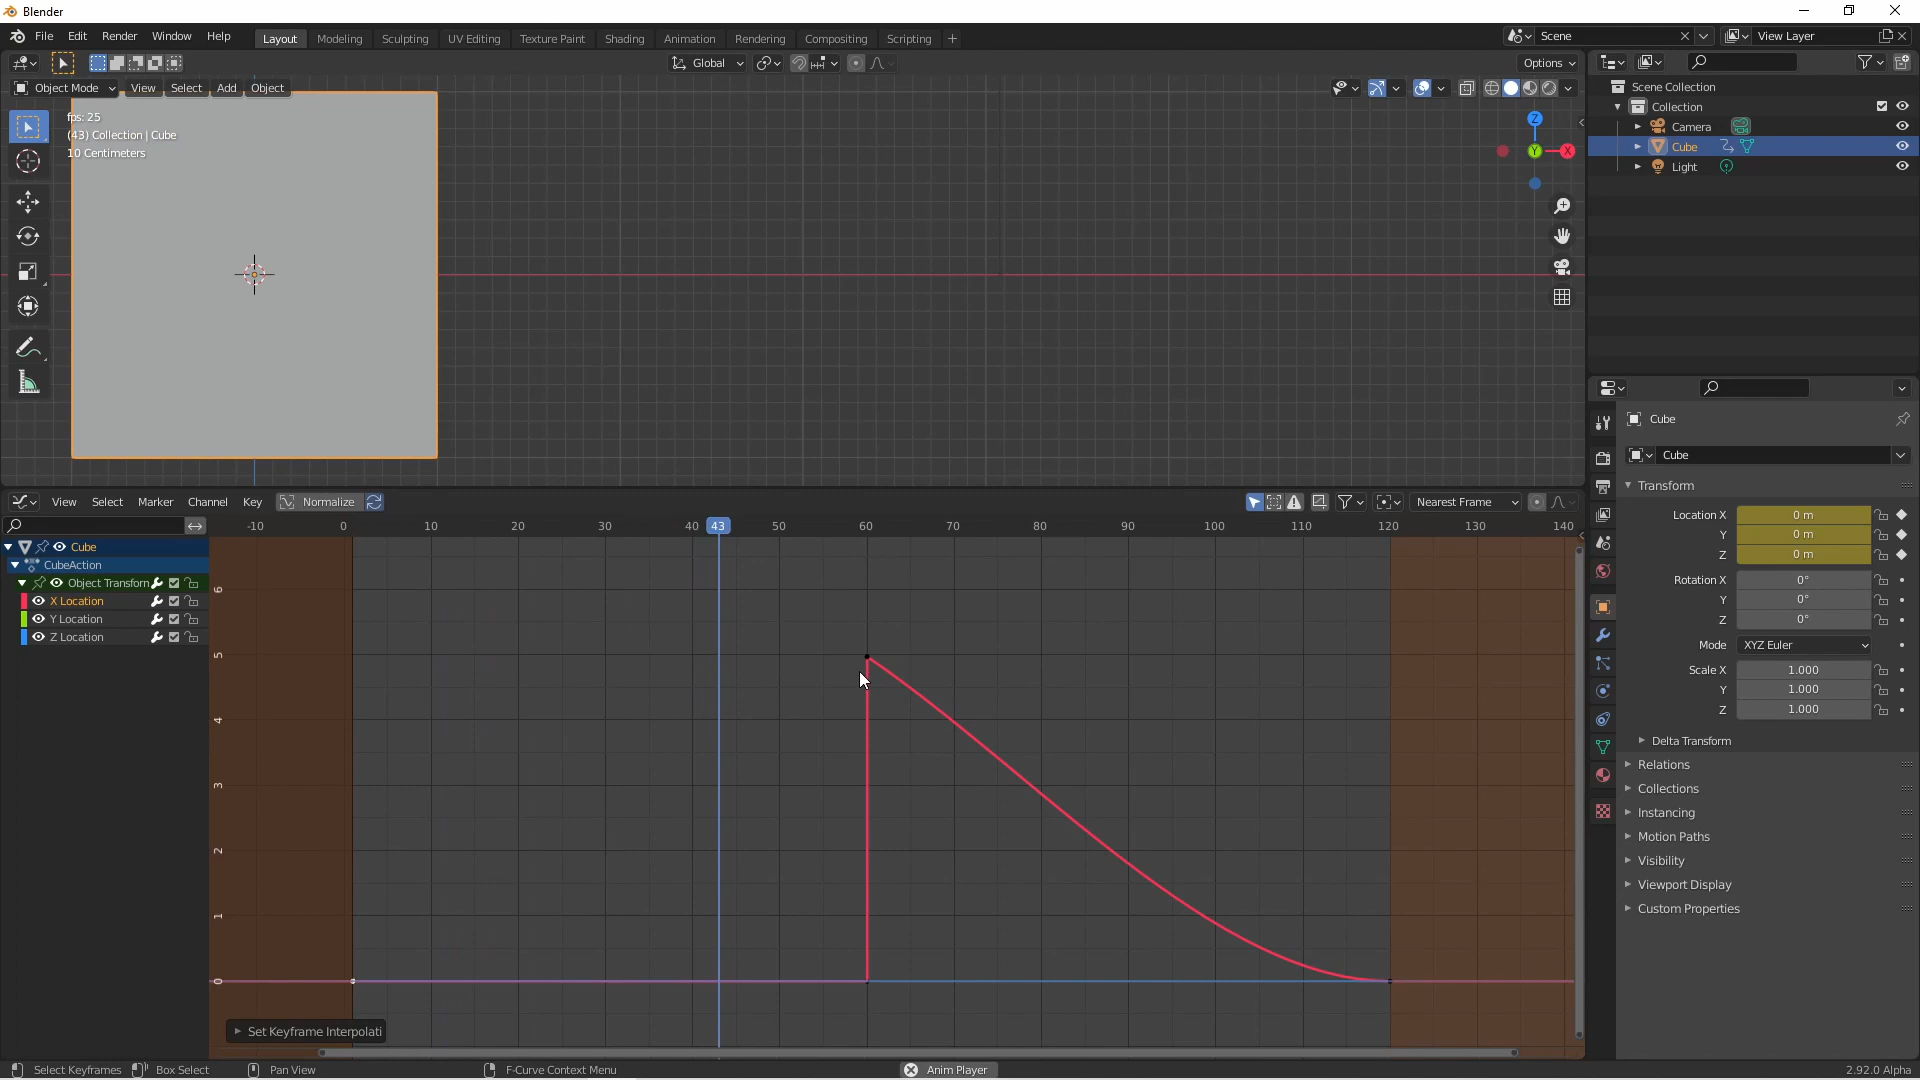 Blender
File Edit Render Window Help Layout Modeling Sculpting UV Editing Texture Paint Shading Animation Rendering Compositing Scripting + Scene View Layer
Global Options
Object Mode View Select Add Object
fps: 25
(43) Collection | Cube
10 Centimeters
Z
Y
X
Scene Collection
Collection
Camera
Cube
Light
Cube
Cube
Transform
Location X 0 m
Y 0 m
Z 0 m
Rotation X 0°
Y 0°
Z 0°
Mode XYZ Euler
Scale X 1.000
Y 1.000
Z 1.000
Delta Transform
Relations
Collections
Instancing
Motion Paths
Visibility
Viewport Display
Custom Properties
View Select Marker Channel Key Normalize Nearest Frame
-10 0 10 20 30 40 43 50 60 70 80 90 100 110 120 130 140
Cube
CubeAction
Object Transform
X Location
Y Location
Z Location
6
5
4
3
2
1
0
Set Keyframe Interpolati
Select Keyframes Box Select Pan View F-Curve Context Menu Anim Player 2.92.0 Alpha